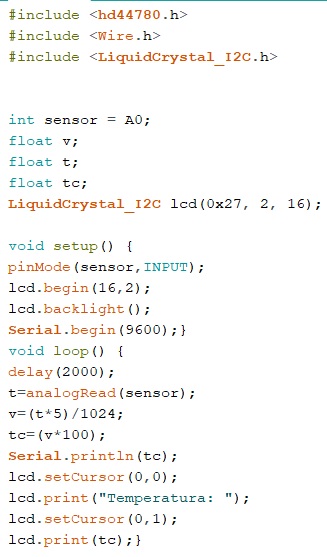 #include <hd44780.h>
#include <Wire.h>
#include <LiquidCrystal_I2C.h>
int sensor = A0;
float v;
float t;
float tc;
LiquidCrystal_I2C lcd(0x27, 2, 16);
void setup() {
pinMode(sensor,INPUT);
lcd.begin(16,2);
lcd.backlight();
Serial.begin(9600;}
void loop() {
delay(2000);
t=analogRead(sensor);
v=(t*5)/1024;
tc=(v*100);
Serial.println(tc);
lcd.setCursor(0,0);
lcd.print("Temperatura: ");
lcd.setCursor(0,1);
lcd.print(tc);}